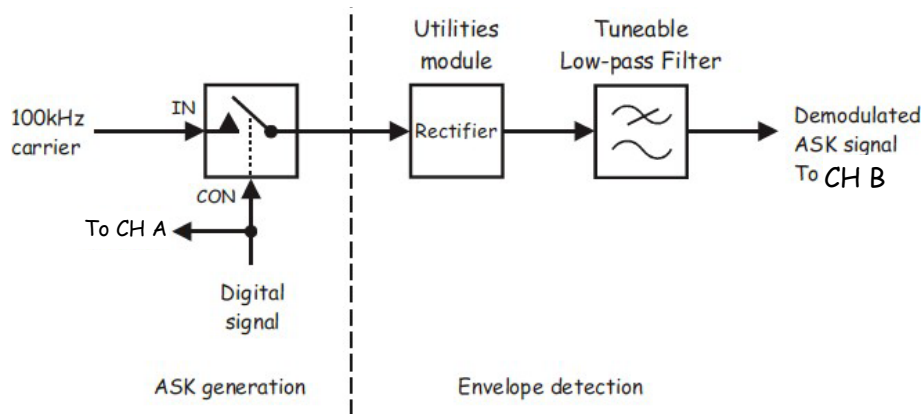 Utilities
module
Tuneable
Low-pass Filter
100kHz
carrier
IN
Rectifier
Demodulated
ASK signal
To CH B
CON
To CH A
Digital
signal
ASK generation
Envelope detection